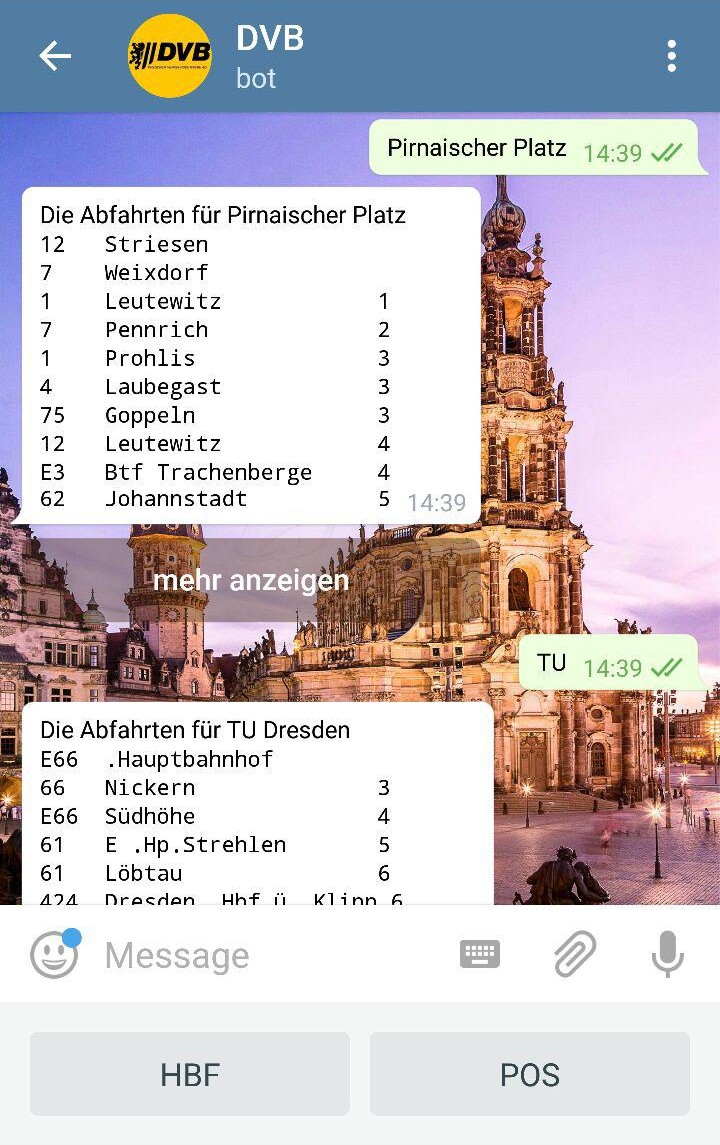 DVB
DVB
bot
Pirnaischer Platz 14:39
Die Abfahrten für Pirnaischer Platz
12 Striesen
7 Weixdorf
1 Leutewitz 1
7 Pennrich 2
1 Prohlis 3
4 Laubegast 3
75 Goppeln 3
12 Leutewitz 4
E3 Btf Trachenberge 4
62 Johannstadt 5 14:39
mehr anzeigen
TU 14:39
Die Abfahrten für TU Dresden
E66 .Hauptbahnhof
66 Nickern 3
E66 Südhöhe 4
61 E .Hp.Strehlen 5
61 Löbtau 6
424 Dresden, Hbf ü. Klipp 6
Message
HBF POS